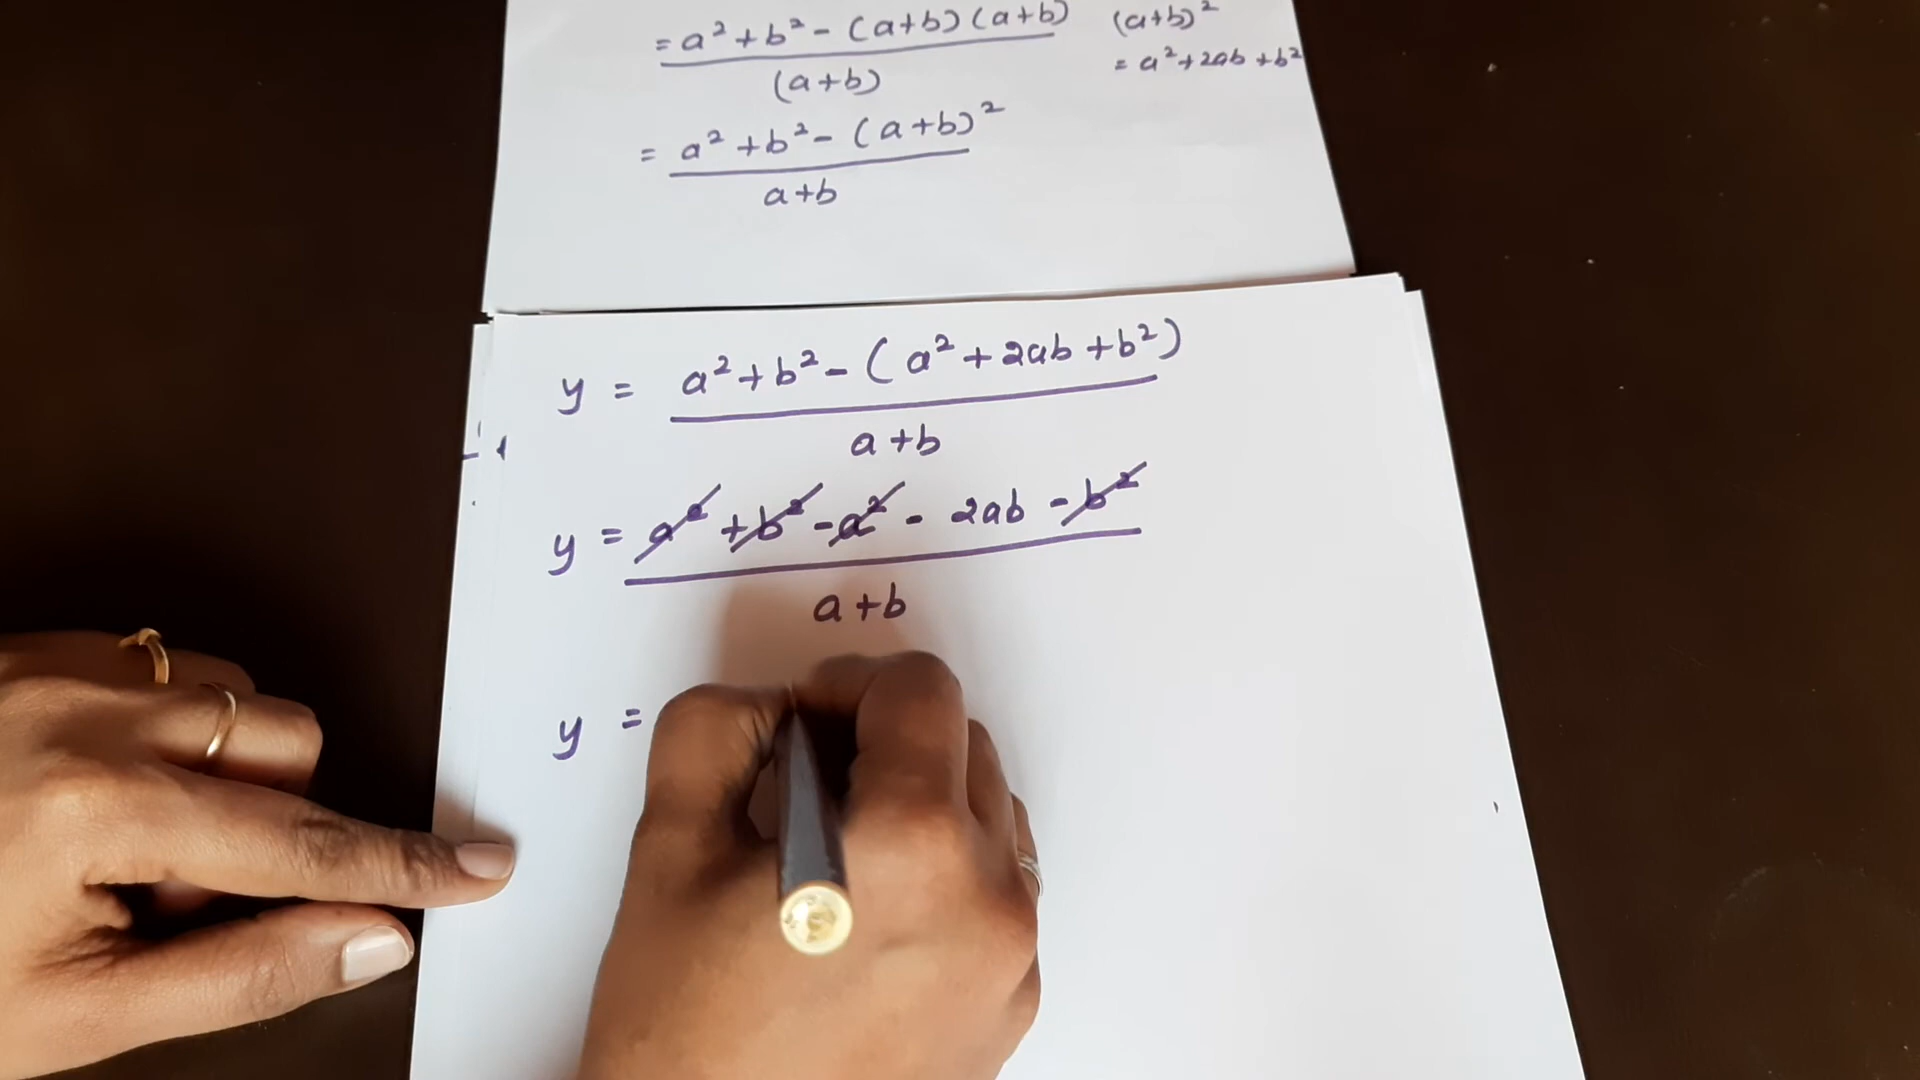 = a² + b² - (a+b)(a+b)
(a+b)
(a+b)²
= a² + 2ab + b²
= a² + b² - (a+b)²
a+b
y = a² + b² - (a² + 2ab + b²)
a+b
y = a² + b² - a² - 2ab - b²
a+b
y =